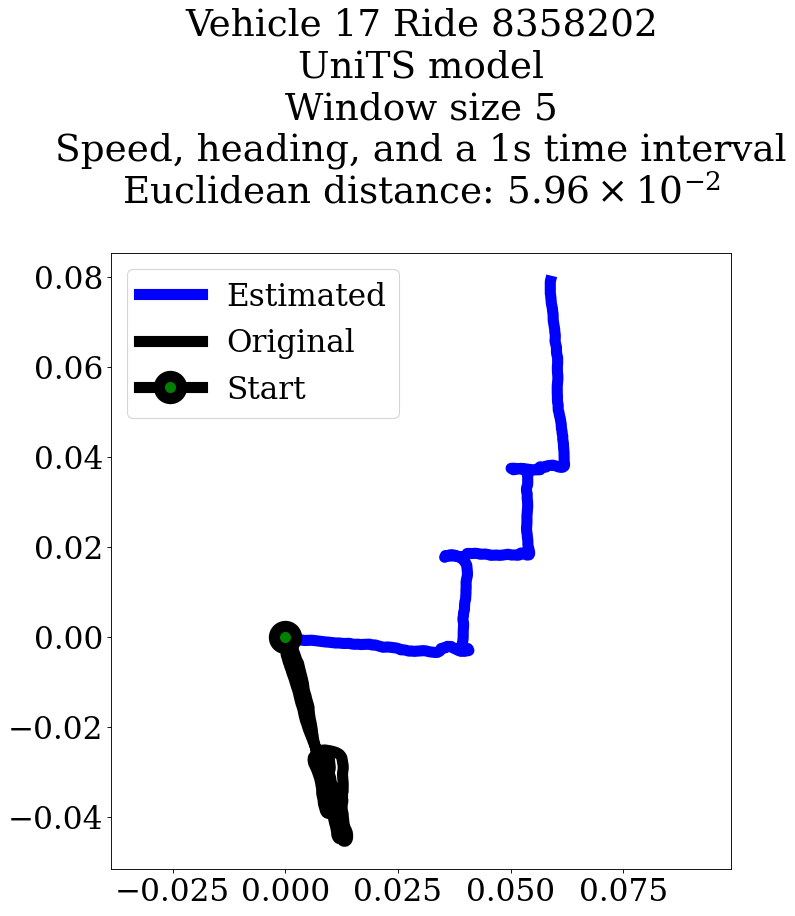 Vehicle 17 Ride 8358202
UniTS model
Window size 5
Speed, heading, and a 1s time interval
Euclidean distance: 5.96 × 10⁻²
Estimated
Original
Start
0.08
0.06
0.04
0.02
0.00
−0.02
−0.04
−0.025 0.000 0.025 0.050 0.075